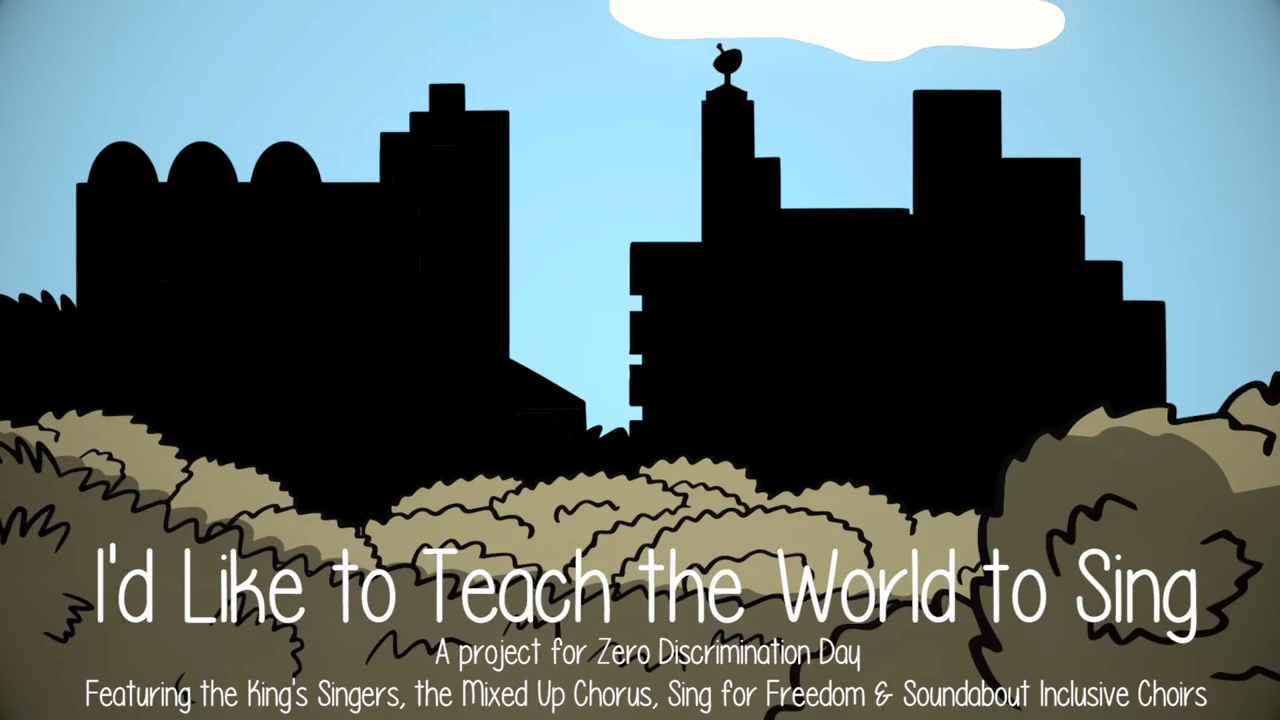 I'd Like to Teach the World to Sing
A project for Zero Discrimination Day
Featuring the King's Singers, the Mixed Up Chorus, Sing for Freedom & Soundabout Inclusive Choirs